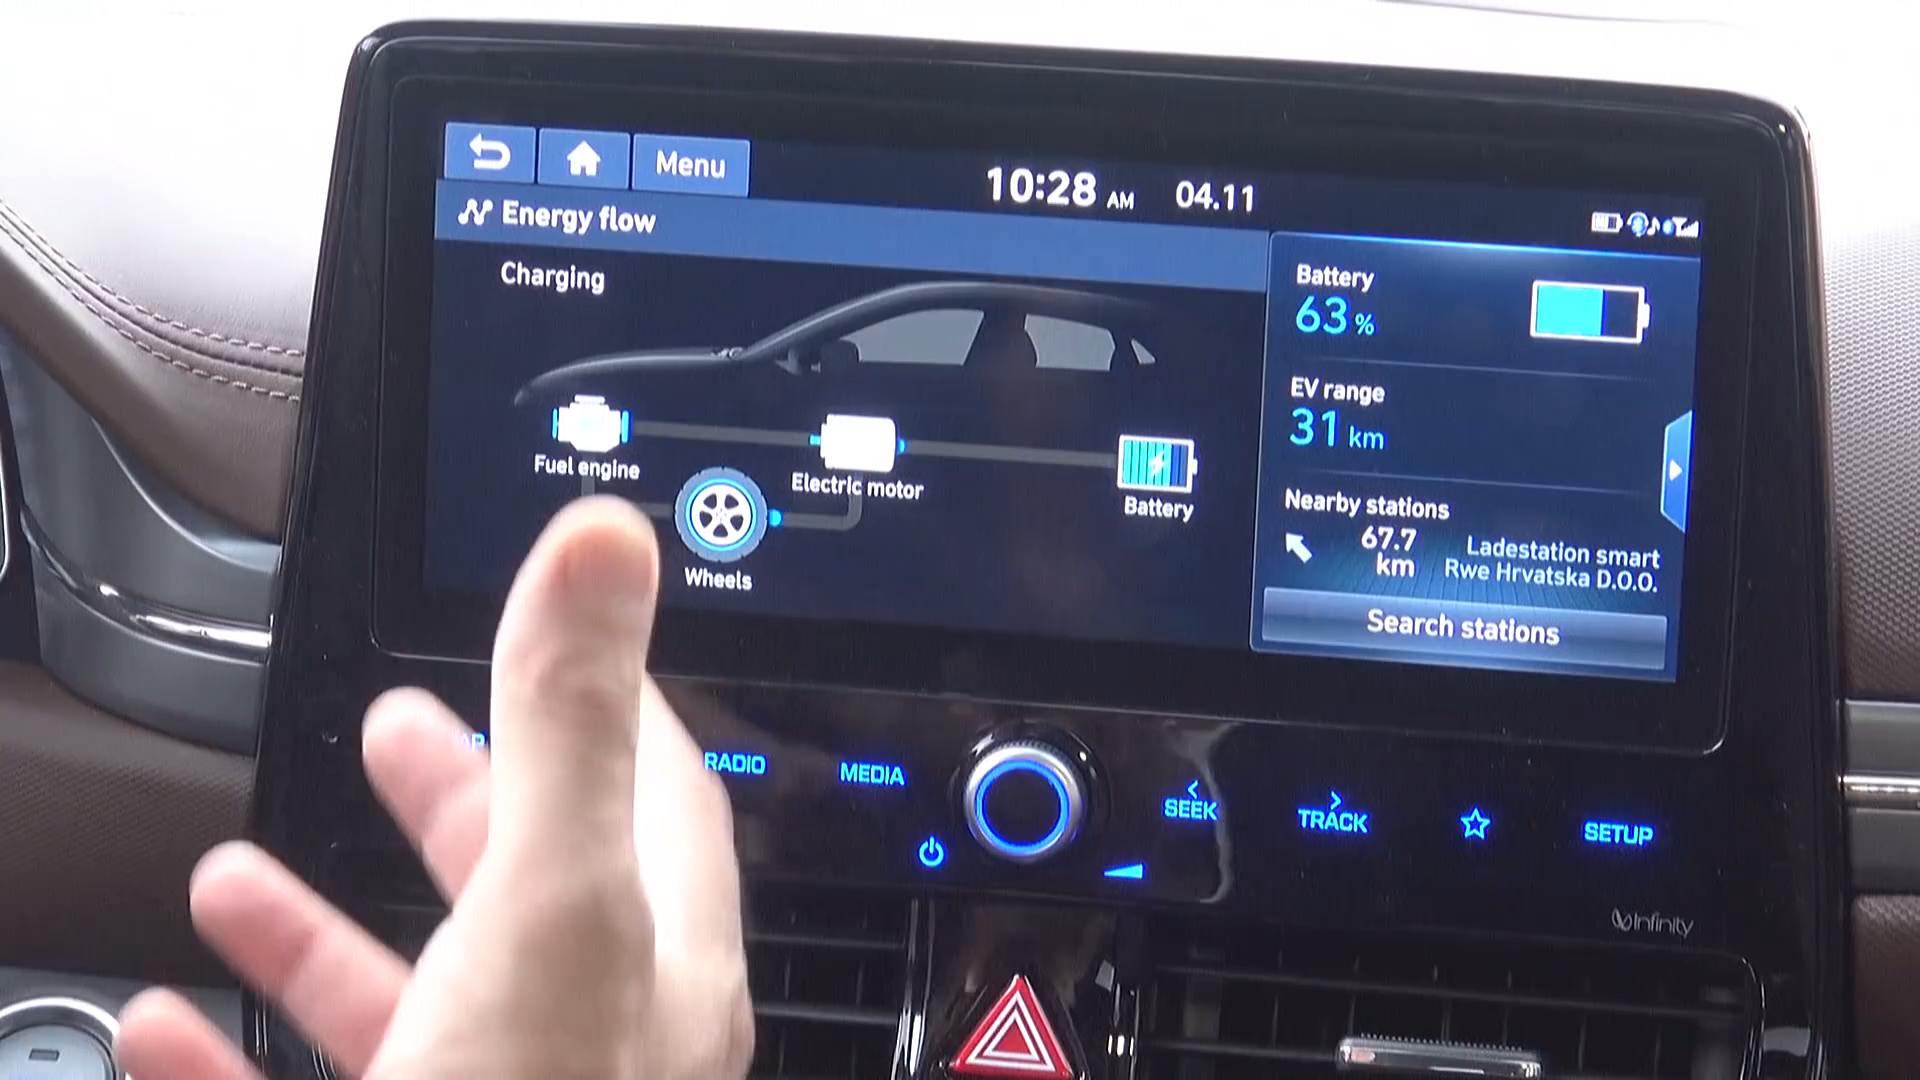 Menu
10:28 AM 04.11
Energy flow
Charging
Fuel engine
Electric motor
Battery
Wheels
Battery
63 %
EV range
31 km
Nearby stations
67.7
km
Ladestation smart
Rwe Hrvatska D.O.O.
Search stations
RADIO
MEDIA
SEEK
TRACK
SETUP
Infinity